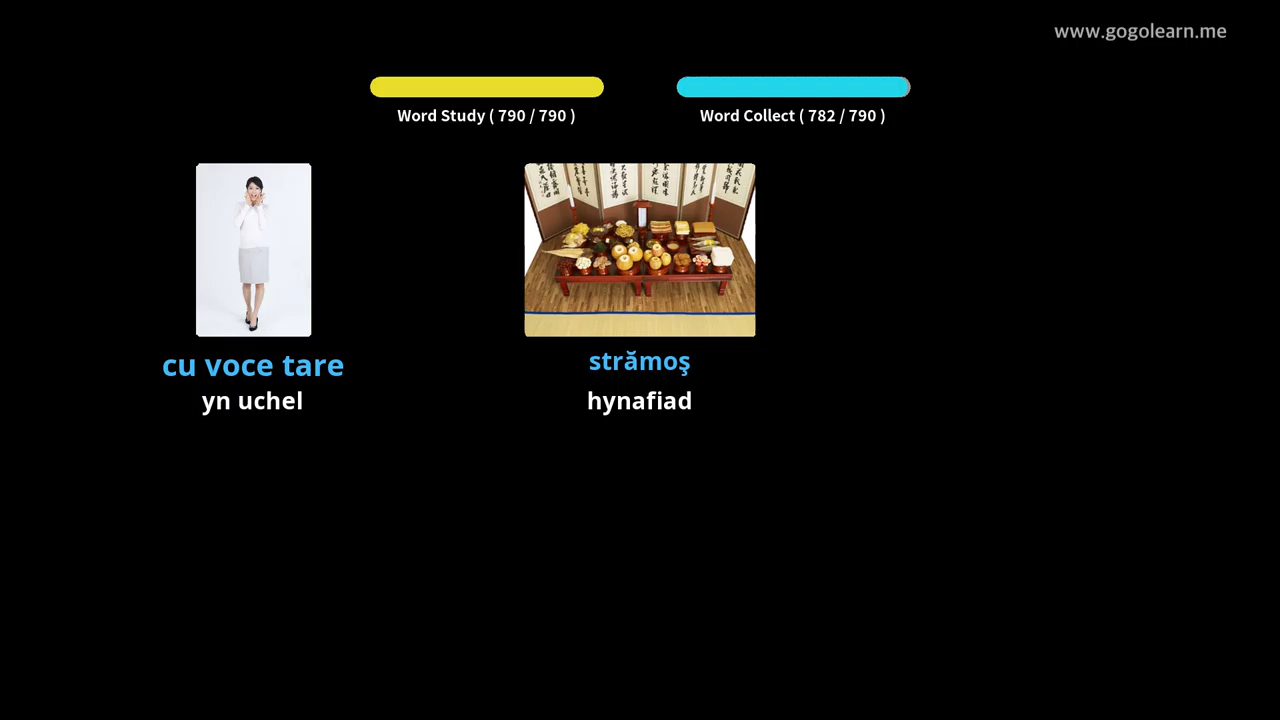 www.gogolearn.me
Word Study ( 790 / 790 )
Word Collect ( 782 / 790 )
cu voce tare
yn uchel
strămoş
hynafiad